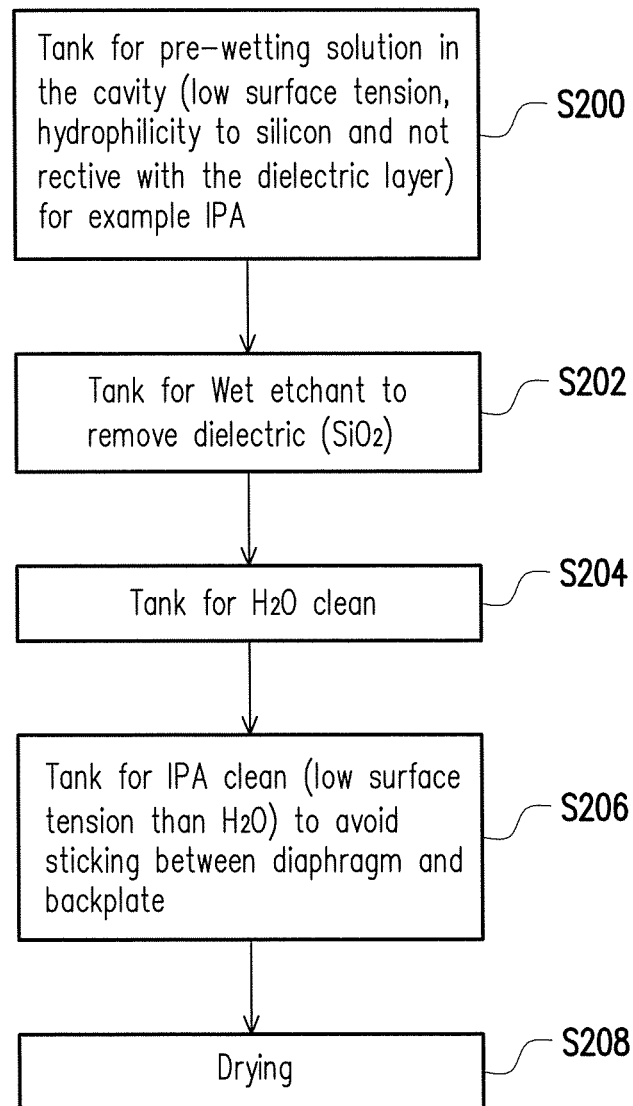 Tank for pre-wetting solution in
the cavity (low surface tension,
hydrophilicity to silicon and not
rective with the dielectric layer)
for example IPA
S200
Tank for Wet etchant to
remove dielectric (SiO2)
S202
Tank for H2O clean
S204
Tank for IPA clean (low surface
tension than H2O) to avoid
sticking between diaphragm and
backplate
S206
Drying
S208